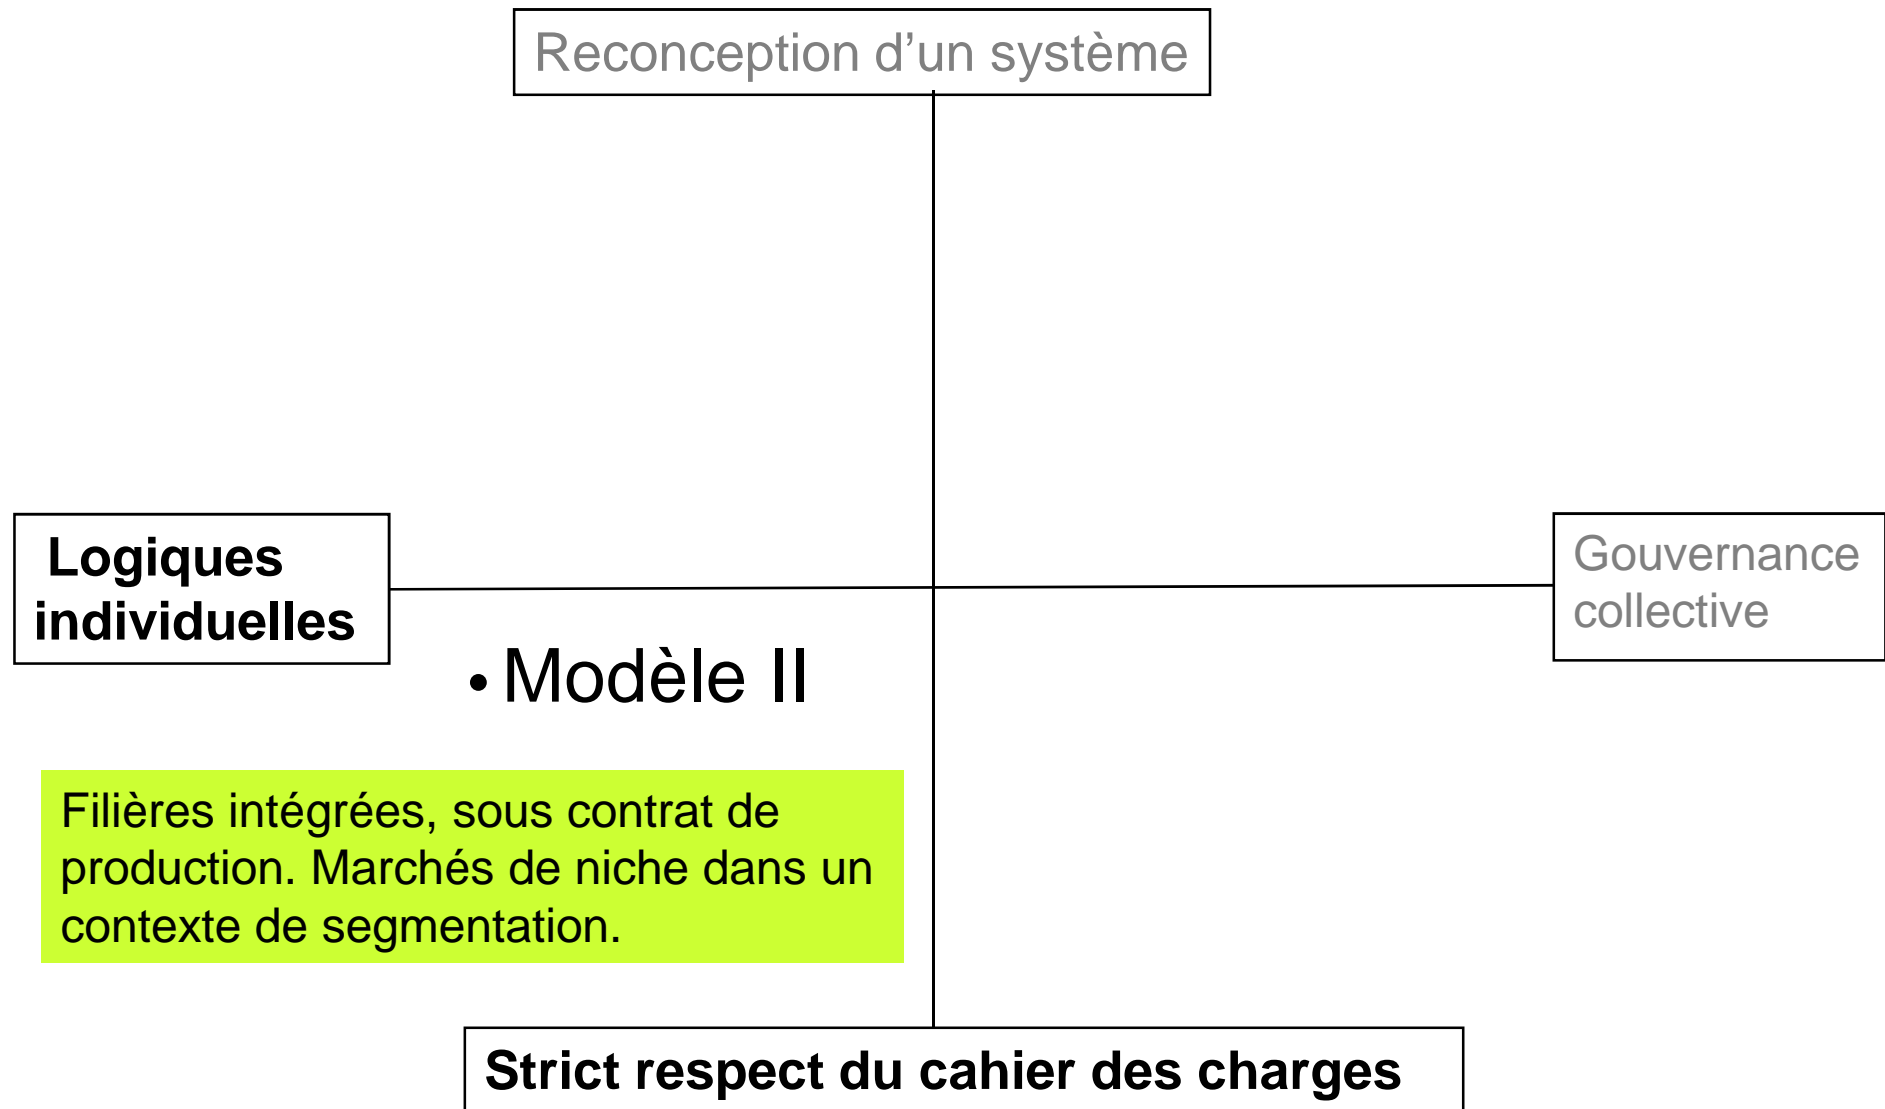 Reconception d'un système
Logiques
individuelles
Gouvernance
collective
• Modèle II
Filières intégrées, sous contrat de
production. Marchés de niche dans un
contexte de segmentation.
Strict respect du cahier des charges